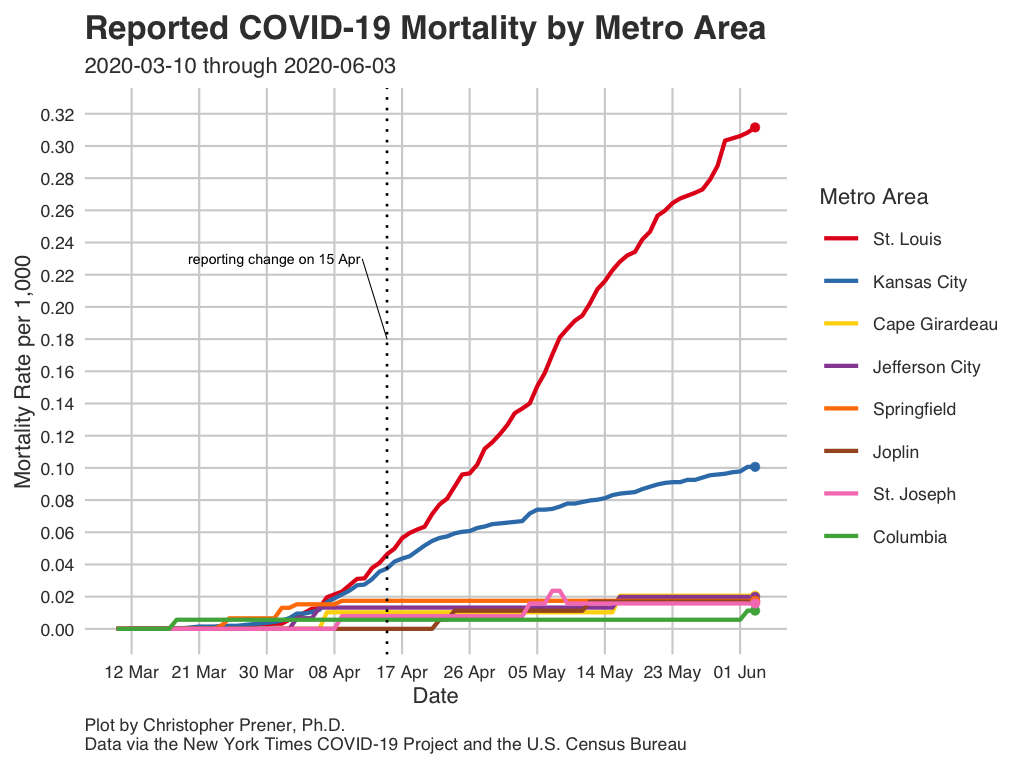 Reported COVID-19 Mortality by Metro Area
2020-03-10 through 2020-06-03
Mortality Rate per 1,000
0.32
0.30
0.28
0.26
0.24
0.22
0.20
0.18
0.16
0.14
0.12
0.10
0.08
0.06
0.04
0.02
0.00
reporting change on 15 Apr
12 Mar
21 Mar
30 Mar
08 Apr
17 Apr
26 Apr
05 May
14 May
23 May
01 Jun
Date
Metro Area
St. Louis
Kansas City
Cape Girardeau
Jefferson City
Springfield
Joplin
St. Joseph
Columbia
Plot by Christopher Prener, Ph.D.
Data via the New York Times COVID-19 Project and the U.S. Census Bureau